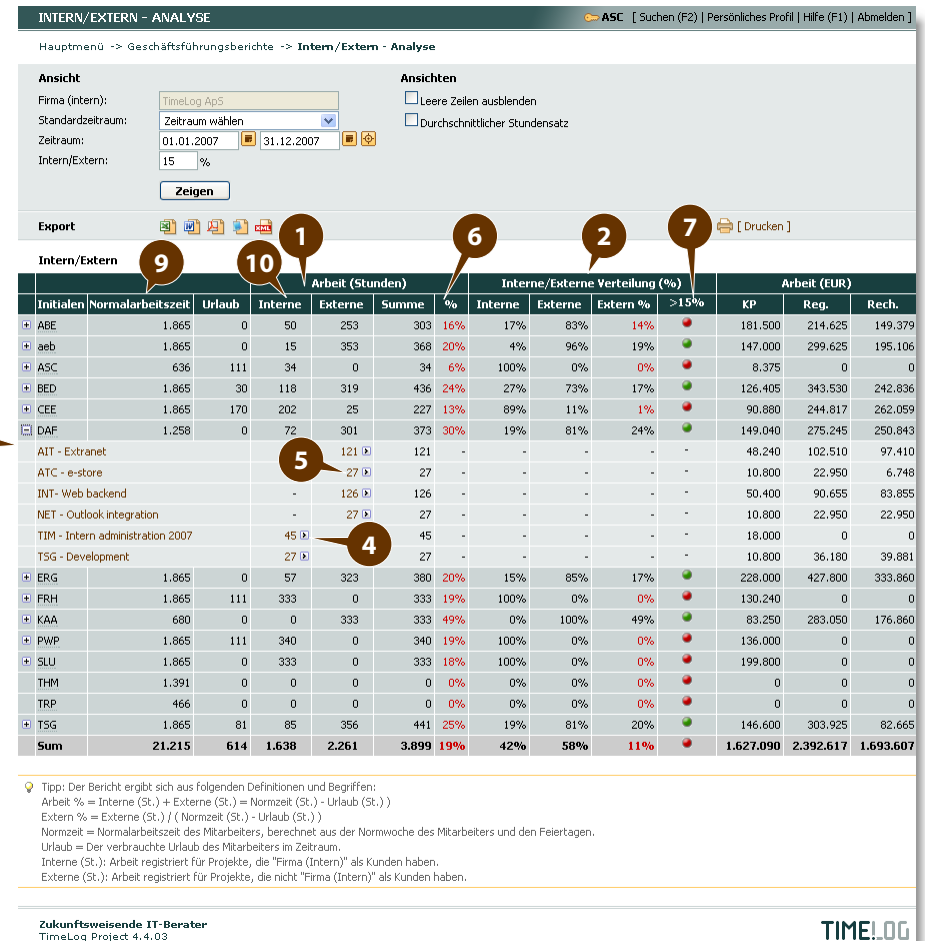 INTERN/EXTERN - ANALYSE ASC [ Suchen (F2) | Persönliches Profil | Hilfe (F1) | Abmelden ]
Hauptmenü -> Geschäftsführungsberichte -> Intern/Extern - Analyse
Ansicht Ansichten
Firma (intern): TimeLog ApS Leere Zeilen ausblenden
Standardzeitraum: Zeitraum wählen Durchschnittlicher Stundensatz
Zeitraum: 01.01.2007 31.12.2007
Intern/Extern: 15 %
Zeigen
Export XML [ Drucken ]
1 6 2 7
Intern/Extern
9 10
Arbeit (Stunden) Interne/Externe Verteilung (%) Arbeit (EUR)
Initialen Normalarbeitszeit Urlaub Interne Externe Summe % Interne Externe Extern % >15% KP Reg. Rech.
ABE 1.865 0 50 253 303 16% 17% 83% 14% 181.500 214.625 149.379
aeb 1.865 0 15 353 368 20% 4% 96% 19% 147.000 299.625 195.106
ASC 636 111 34 0 34 6% 100% 0% 0% 8.375 0 0
BED 1.865 30 118 319 436 24% 27% 73% 17% 126.405 343.530 242.836
CEE 1.865 170 202 25 227 13% 89% 11% 1% 90.880 244.817 262.059
DAF 1.258 0 72 301 373 30% 19% 81% 24% 149.040 275.245 250.843
AIT - Extranet 121 121 - - - - - 48.240 102.510 97.410
ATC - e-store 5 27 27 - - - - - 10.800 22.950 6.748
INT- Web backend - 126 126 - - - - - 50.400 90.655 83.855
NET - Outlook integration - 27 27 - - - - - 10.800 22.950 22.950
TIM - Intern administration 2007 45 4 45 - - - - - 18.000 0 0
TSG - Development 27 27 - - - - - 10.800 36.180 39.881
ERG 1.865 0 57 323 380 20% 15% 85% 17% 228.000 427.800 333.860
FRH 1.865 111 333 0 333 19% 100% 0% 0% 130.240 0 0
KAA 680 0 0 333 333 49% 0% 100% 49% 83.250 283.050 176.860
PWP 1.865 111 340 0 340 19% 100% 0% 0% 136.000 0 0
SLU 1.865 0 333 0 333 18% 100% 0% 0% 199.800 0 0
THM 1.391 0 0 0 0 0% 0% 0% 0% 0 0 0
TRP 466 0 0 0 0 0% 0% 0% 0% 0 0 0
TSG 1.865 81 85 356 441 25% 19% 81% 20% 146.600 303.925 82.665
Sum 21.215 614 1.638 2.261 3.899 19% 42% 58% 11% 1.627.090 2.392.617 1.693.607
Tipp: Der Bericht ergibt sich aus folgenden Definitionen und Begriffen:
Arbeit % = Interne (St.) + Externe (St.) = Normzeit (St.) - Urlaub (St.) )
Extern % = Externe (St.) / ( Normzeit (St.) - Urlaub (St.) )
Normzeit = Normalarbeitszeit des Mitarbeiters, berechnet aus der Normwoche des Mitarbeiters und den Feiertagen.
Urlaub = Der verbrauchte Urlaub des Mitarbeiters im Zeitraum.
Interne (St.): Arbeit registriert für Projekte, die "Firma (Intern)" als Kunden haben.
Externe (St.): Arbeit registriert für Projekte, die nicht "Firma (Intern)" als Kunden haben.
Zukunftsweisende IT-Berater
TimeLog Project 4.4.03
TIMELOG